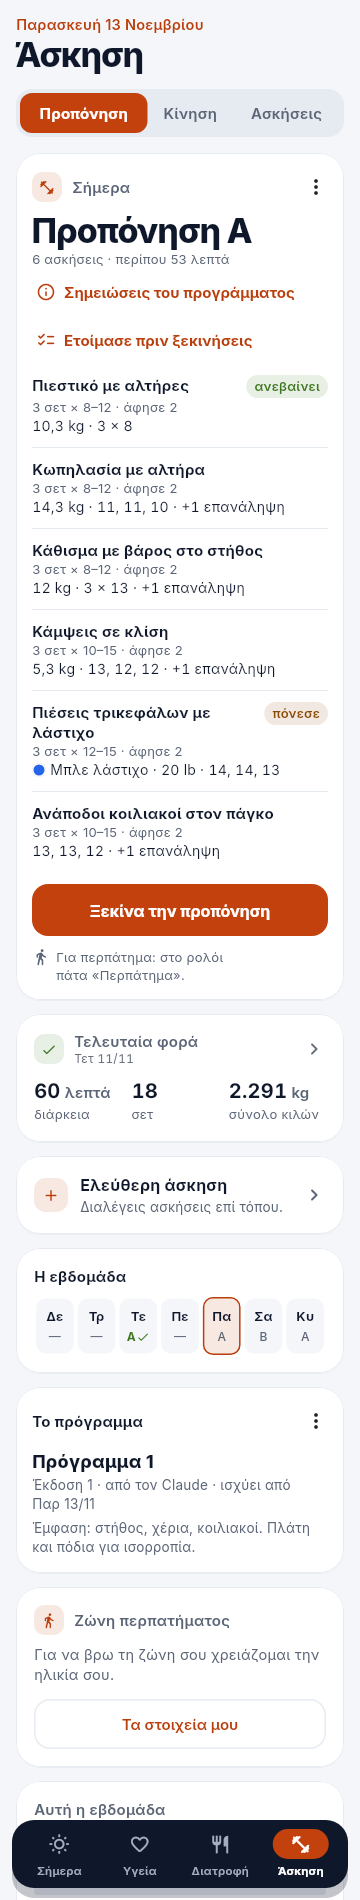 Παρασκευή 13 Νοεμβρίου
Άσκηση
Προπόνηση Κίνηση Ασκήσεις
Σήμερα
Προπόνηση Α
6 ασκήσεις · περίπου 53 λεπτά
Σημειώσεις του προγράμματος
Ετοίμασε πριν ξεκινήσεις
Πιεστικό με αλτήρες ανεβαίνει
3 σετ × 8–12 · άφησε 2
10,3 kg · 3 × 8
Κωπηλασία με αλτήρα
3 σετ × 8–12 · άφησε 2
14,3 kg · 11, 11, 10 · +1 επανάληψη
Κάθισμα με βάρος στο στήθος
3 σετ × 8–12 · άφησε 2
12 kg · 3 × 13 · +1 επανάληψη
Κάμψεις σε κλίση
3 σετ × 10–15 · άφησε 2
5,3 kg · 13, 12, 12 · +1 επανάληψη
Πιέσεις τρικεφάλων με πόνεσε
λάστιχο
3 σετ × 12–15 · άφησε 2
Μπλε λάστιχο · 20 lb · 14, 14, 13
Ανάποδοι κοιλιακοί στον πάγκο
3 σετ × 10–15 · άφησε 2
13, 13, 12 · +1 επανάληψη
Ξεκίνα την προπόνηση
Για περπάτημα: στο ρολόι
πάτα «Περπάτημα».
Τελευταία φορά
Τετ 11/11
60 λεπτά 18 2.291 kg
διάρκεια σετ σύνολο κιλών
Ελεύθερη άσκηση
Διαλέγεις ασκήσεις επί τόπου.
Η εβδομάδα
Δε Τρ Τε Πε Πα Σα Κυ
— — Α — Α Β Α
Το πρόγραμμα
Πρόγραμμα 1
Έκδοση 1 · από τον Claude · ισχύει από
Παρ 13/11
Έμφαση: στήθος, χέρια, κοιλιακοί. Πλάτη
και πόδια για ισορροπία.
Ζώνη περπατήματος
Για να βρω τη ζώνη σου χρειάζομαι την
ηλικία σου.
Τα στοιχεία μου
Αυτή η εβδομάδα
Σήμερα Υγεία Διατροφή Άσκηση